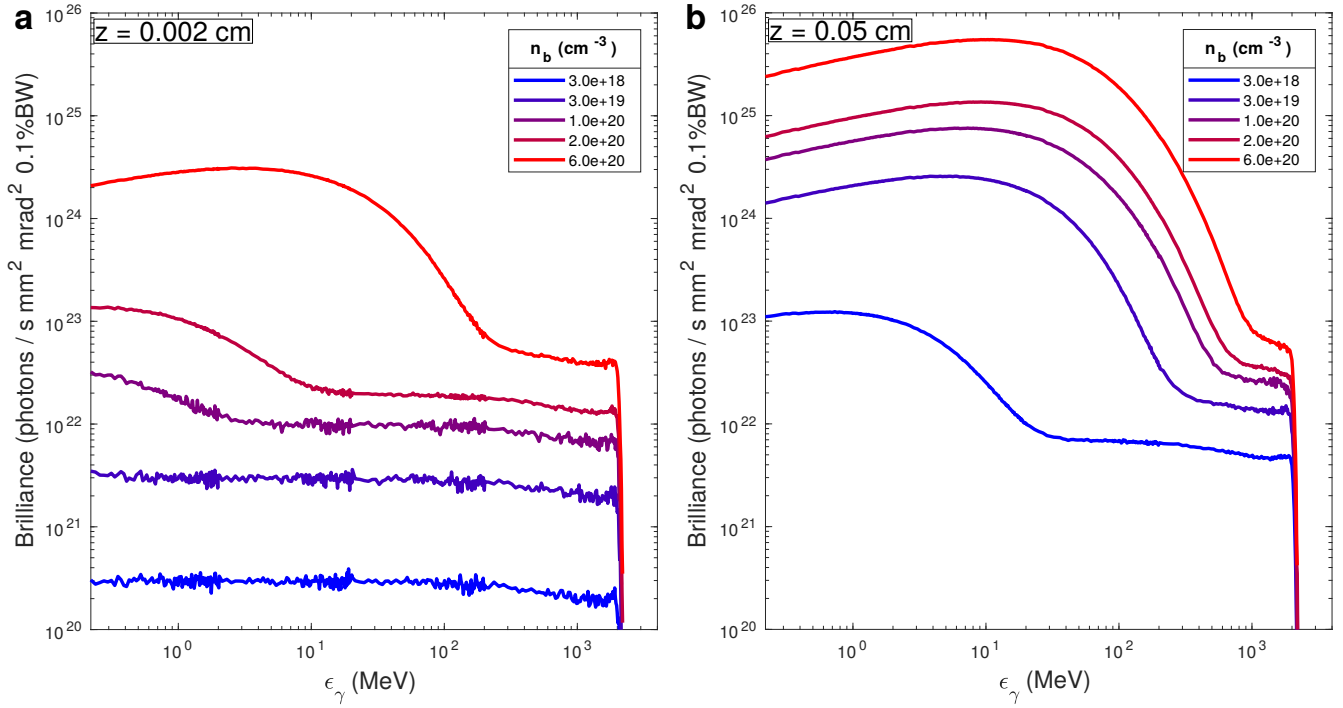 a
z = 0.002 cm
n_b (cm^-3)
3.0e+18
3.0e+19
1.0e+20
2.0e+20
6.0e+20
10^26
10^25
10^24
10^23
10^22
10^21
10^20
Brilliance (photons / s mm^2 mrad^2 0.1%BW)
10^0
10^1
10^2
10^3
ϵ_γ (MeV)
b
z = 0.05 cm
n_b (cm^-3)
3.0e+18
3.0e+19
1.0e+20
2.0e+20
6.0e+20
10^26
10^25
10^24
10^23
10^22
10^21
10^20
Brilliance (photons / s mm^2 mrad^2 0.1%BW)
10^0
10^1
10^2
10^3
ϵ_γ (MeV)